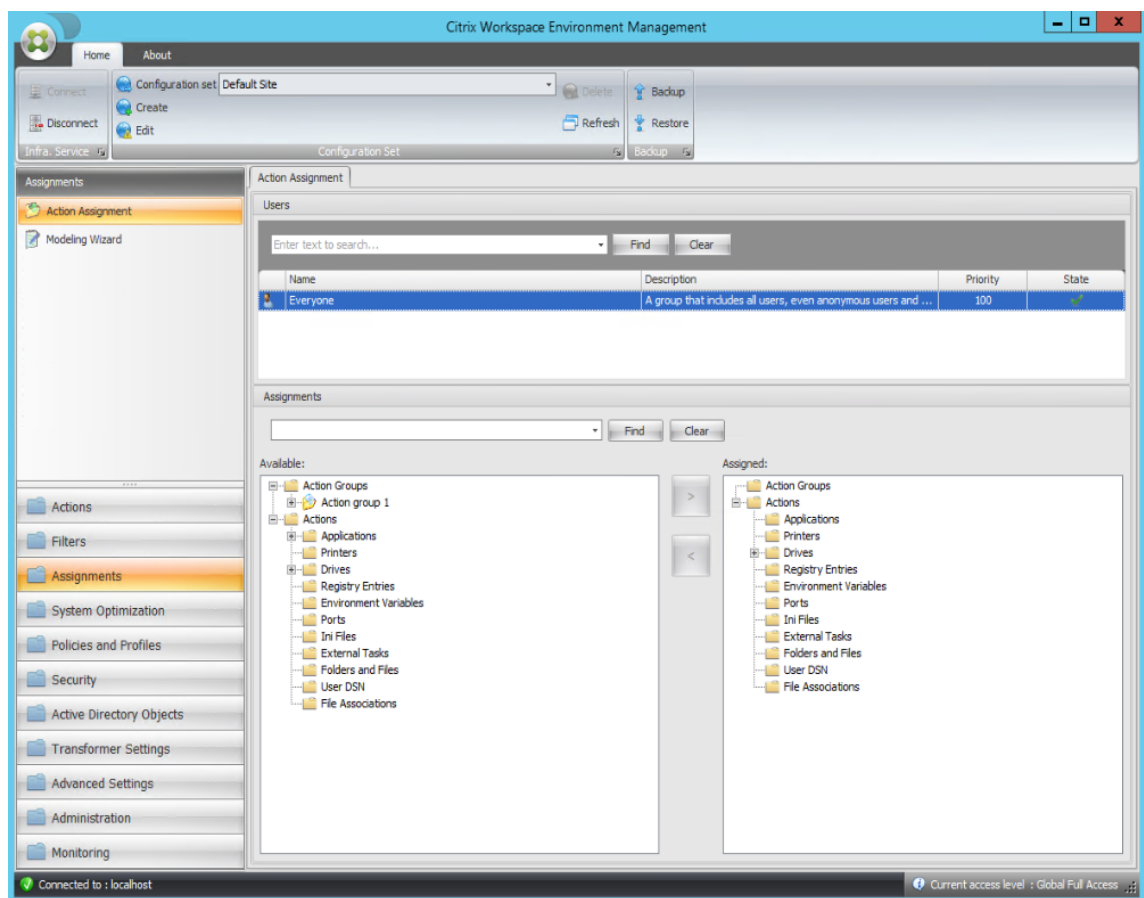 Citrix Workspace Environment Management
Home About
Connect
Disconnect
Infra. Service
Configuration set Default Site
Create
Edit
Delete
Refresh
Configuration Set
Backup
Restore
Backup
Assignments
Action Assignment
Modeling Wizard
Actions
Filters
Assignments
System Optimization
Policies and Profiles
Security
Active Directory Objects
Transformer Settings
Advanced Settings
Administration
Monitoring
Action Assignment
Users
Enter text to search... Find Clear
Name Description Priority State
Everyone A group that includes all users, even anonymous users and ... 100
Assignments
Find Clear
Available:
Action Groups
Action group 1
Actions
Applications
Printers
Drives
Registry Entries
Environment Variables
Ports
Ini Files
External Tasks
Folders and Files
User DSN
File Associations
>
<
Assigned:
Action Groups
Actions
Applications
Printers
Drives
Registry Entries
Environment Variables
Ports
Ini Files
External Tasks
Folders and Files
User DSN
File Associations
Connected to : localhost
Current access level : Global Full Access